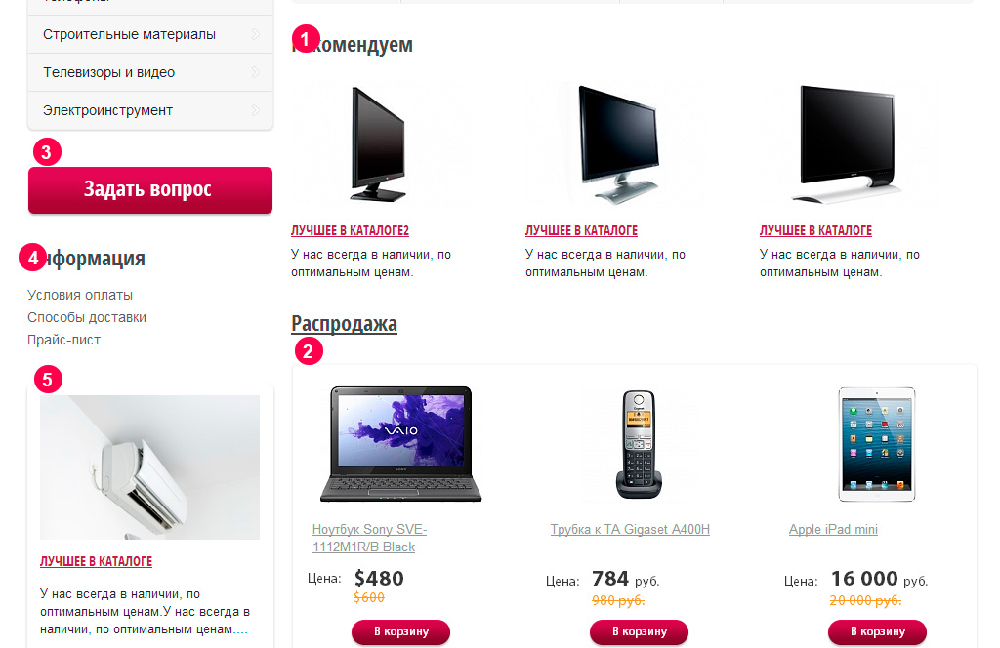 Телефоны
Строительные материалы
Телевизоры и видео
Электроинструмент
3
Задать вопрос
4
нформация
Условия оплаты
Способы доставки
Прайс-лист
5
ЛУЧШЕЕ В КАТАЛОГЕ
У нас всегда в наличии, по
оптимальным ценам.У нас всегда в
наличии, по оптимальным ценам....
1
комендуем
ЛУЧШЕЕ В КАТАЛОГЕ2
У нас всегда в наличии, по
оптимальным ценам.
ЛУЧШЕЕ В КАТАЛОГЕ
У нас всегда в наличии, по
оптимальным ценам.
ЛУЧШЕЕ В КАТАЛОГЕ
У нас всегда в наличии, по
оптимальным ценам.
Распродажа
2
VAIO
SONY
Ноутбук Sony SVE-
1112M1R/B Black
Цена: $480
$600
В корзину
Gigaset
Трубка к ТА Gigaset A400H
Цена: 784 руб.
980 руб.
В корзину
Apple iPad mini
Цена: 16 000 руб.
20 000 руб.
В корзину